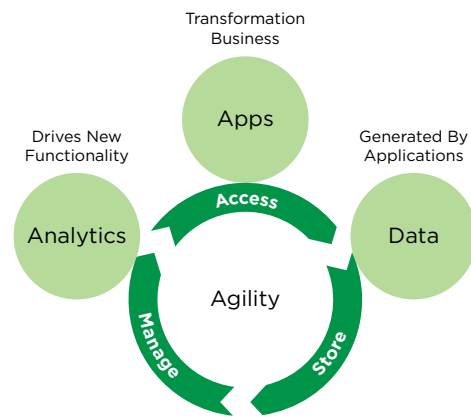 Transformation
Business
Apps
Drives New
Functionality
Generated By
Applications
Access
Analytics
Data
Agility
Manage
Store